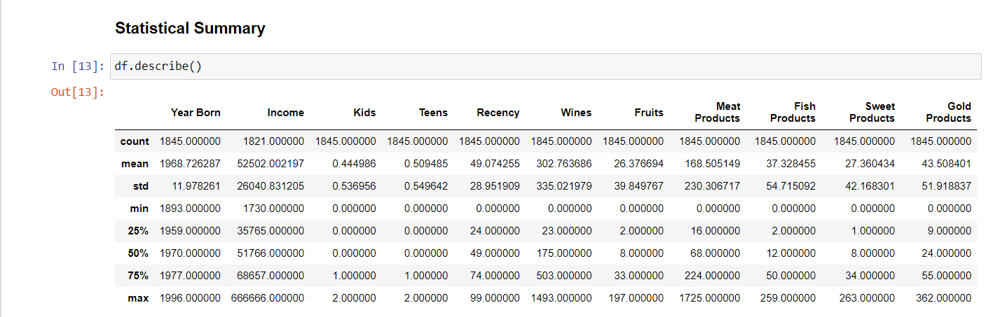 Statistical Summary
In [13]: df.describe()
Out[13]:
Year Born Income Kids Teens Recency Wines Fruits Meat Products Fish Products Sweet Products Gold Products
count 1845.000000 1821.000000 1845.000000 1845.000000 1845.000000 1845.000000 1845.000000 1845.000000 1845.000000 1845.000000 1845.000000
mean 1968.726287 52502.002197 0.444986 0.509485 49.074255 302.763686 26.376694 168.505149 37.328455 27.360434 43.508401
std 11.978261 26040.831205 0.536956 0.549642 28.951909 335.021979 39.849767 230.306717 54.715092 42.168301 51.918837
min 1893.000000 1730.000000 0.000000 0.000000 0.000000 0.000000 0.000000 0.000000 0.000000 0.000000 0.000000
25% 1959.000000 35765.000000 0.000000 0.000000 24.000000 23.000000 2.000000 16.000000 2.000000 1.000000 9.000000
50% 1970.000000 51766.000000 0.000000 0.000000 49.000000 175.000000 8.000000 68.000000 12.000000 8.000000 24.000000
75% 1977.000000 68657.000000 1.000000 1.000000 74.000000 503.000000 33.000000 224.000000 50.000000 34.000000 55.000000
max 1996.000000 666666.000000 2.000000 2.000000 99.000000 1493.000000 197.000000 1725.000000 259.000000 263.000000 362.000000